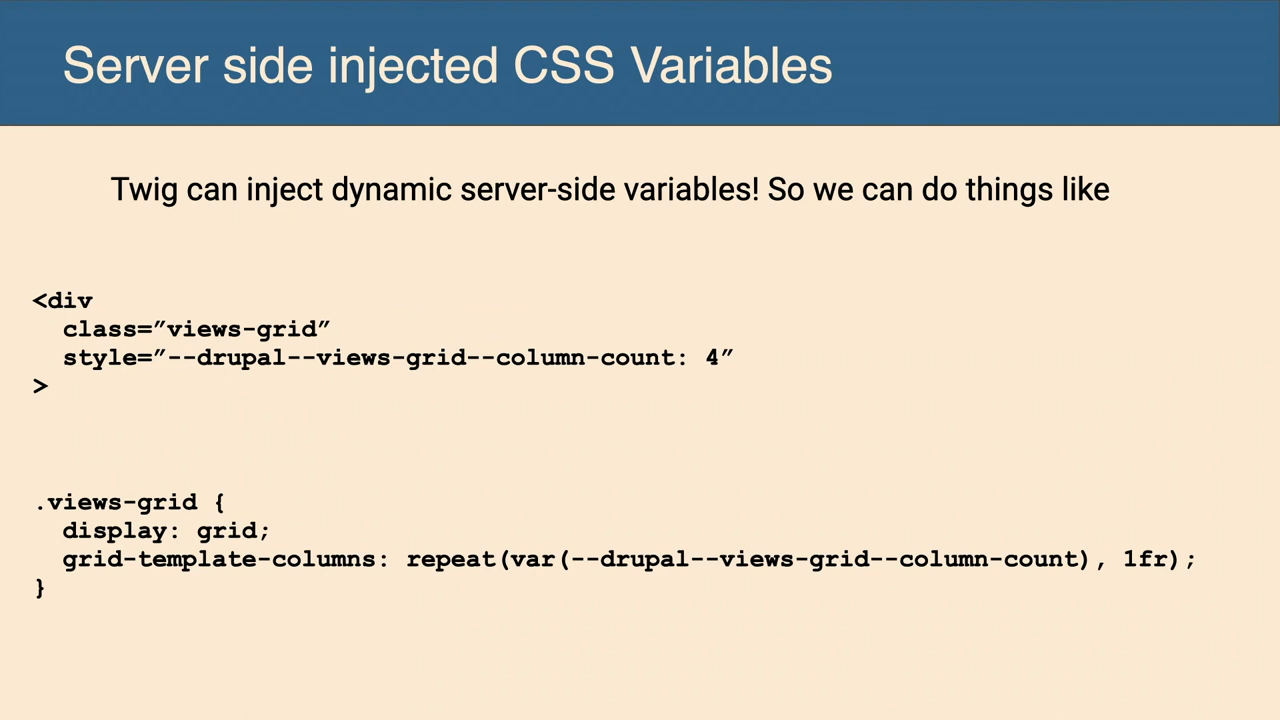 Server side injected CSS Variables
Twig can inject dynamic server-side variables! So we can do things like
<div
  class=”views-grid”
  style=”--drupal--views-grid--column-count: 4”
>
.views-grid {
  display: grid;
  grid-template-columns: repeat(var(--drupal--views-grid--column-count), 1fr);
}